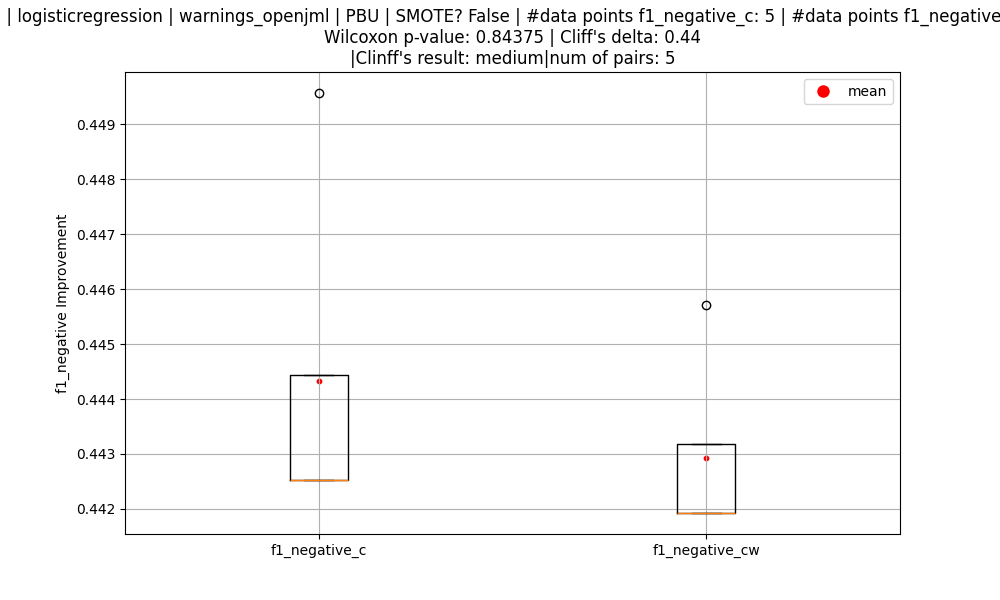 | logisticregression | warnings_openjml | PBU | SMOTE? False | #data points f1_negative_c: 5 | #data points f1_negative
Wilcoxon p-value: 0.84375 | Cliff's delta: 0.44
|Clinff's result: medium|num of pairs: 5
mean
0.449
0.448
0.447
0.446
0.445
0.444
0.443
0.442
f1_negative Improvement
f1_negative_c
f1_negative_cw